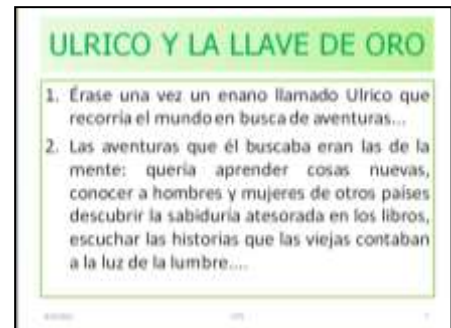 ULRICO Y LA LLAVE DE ORO
1. Érase una vez un enano llamado Ulrico que
recorría el mundo en busca de aventuras...
2. Las aventuras que él buscaba eran las de la
mente: quería aprender cosas nuevas,
conocer a hombres y mujeres de otros países
descubrir la sabiduría atesorada en los libros,
escuchar las historias que las viejas contaban
a la luz de la lumbre....